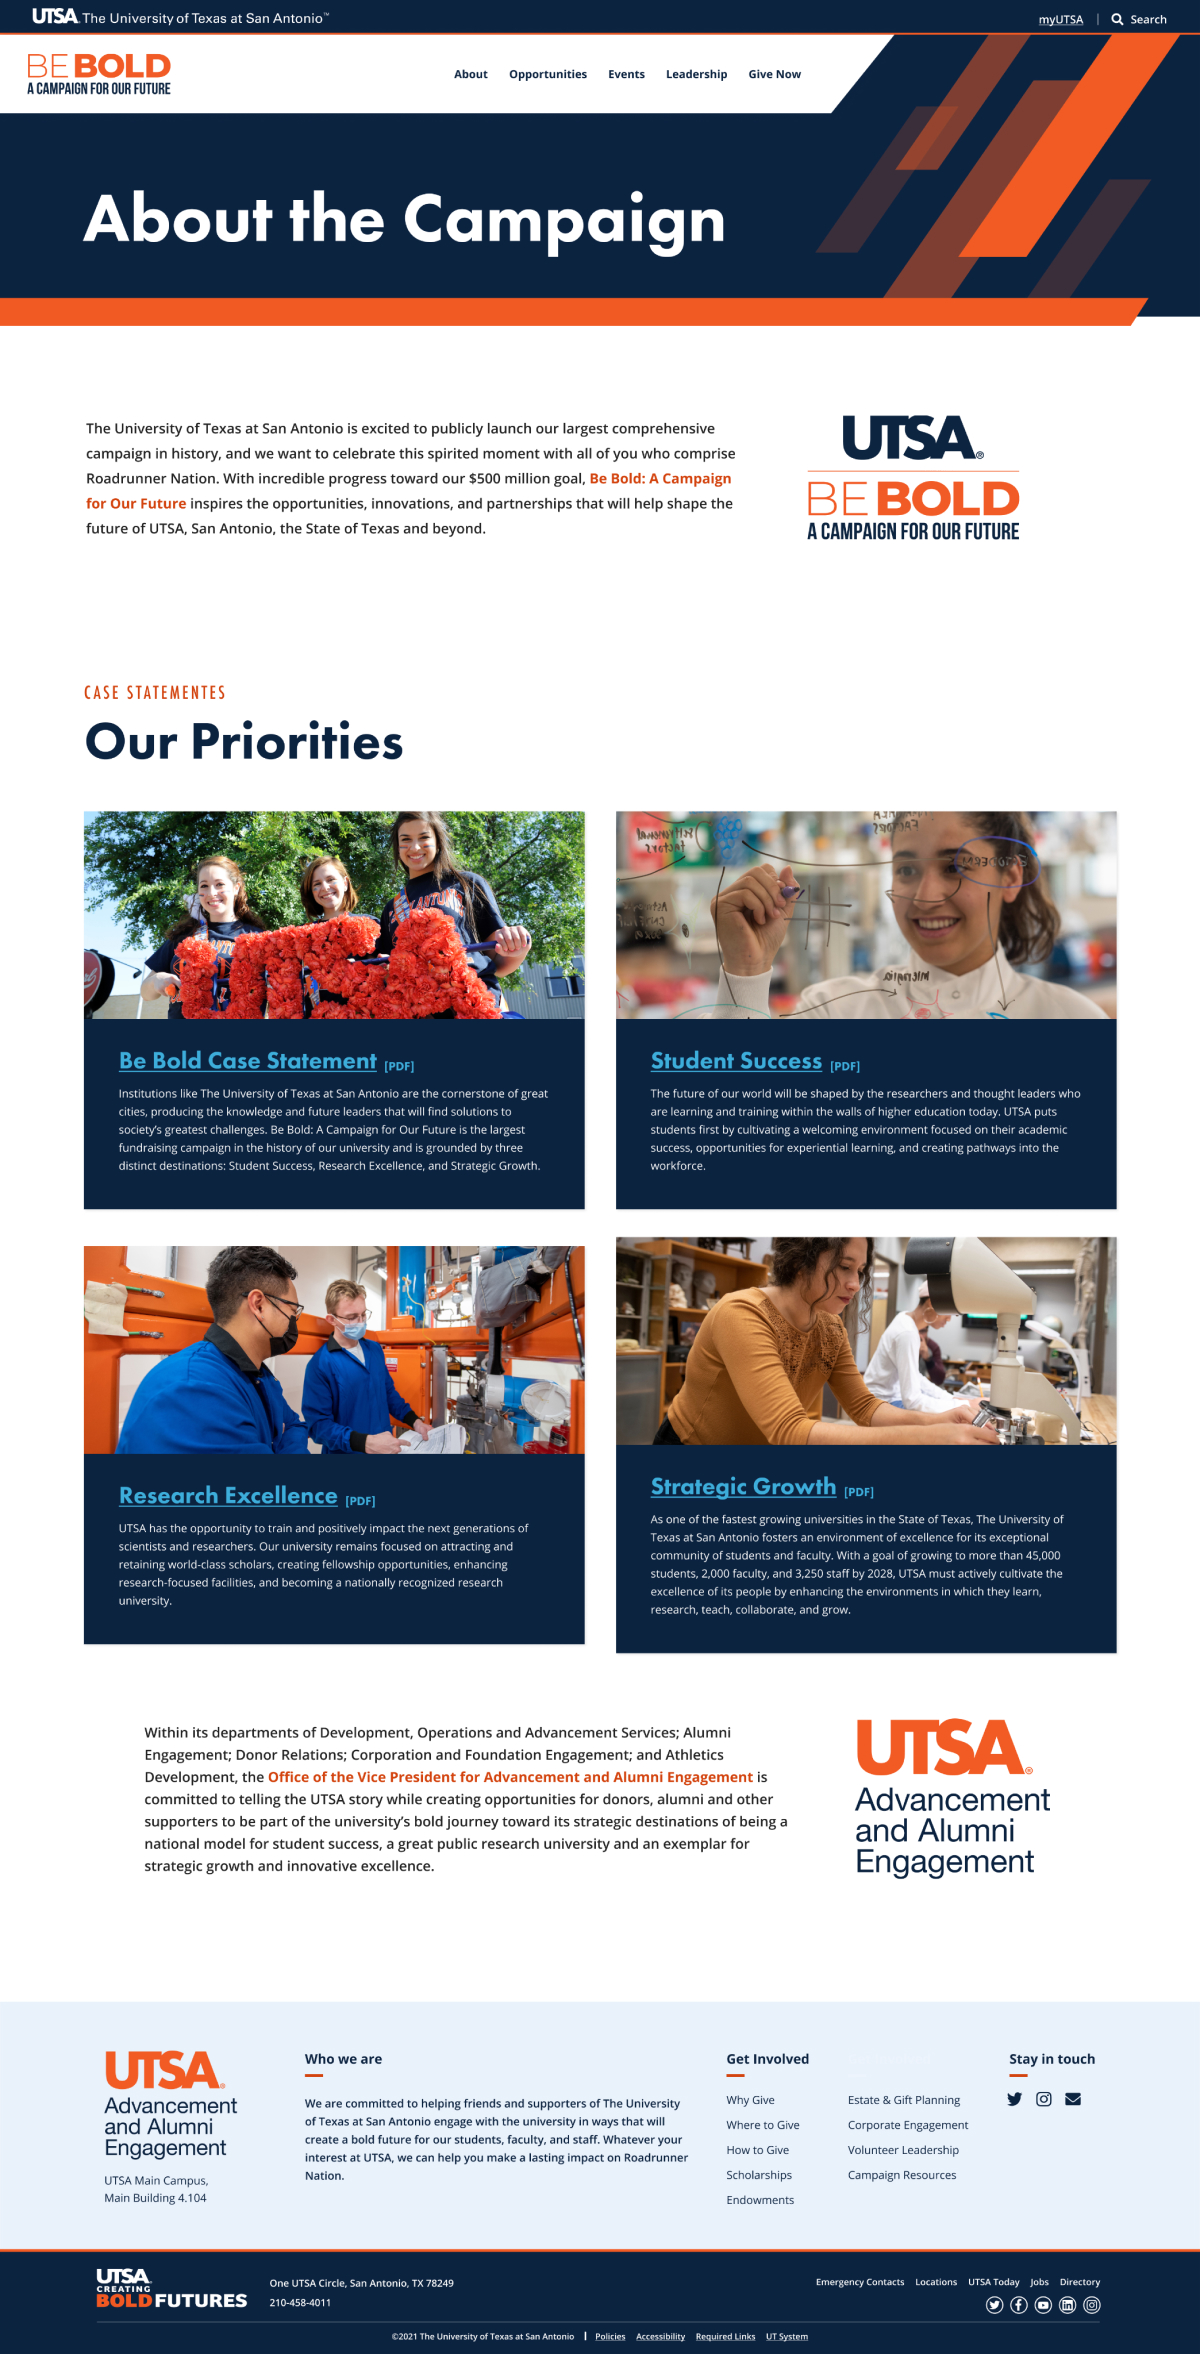 UTSA. The University of Texas at San Antonio™
myUTSA | Search
BE BOLD
A CAMPAIGN FOR OUR FUTURE
About Opportunities Events Leadership Give Now
About the Campaign
The University of Texas at San Antonio is excited to publicly launch our largest comprehensive
campaign in history, and we want to celebrate this spirited moment with all of you who comprise
Roadrunner Nation. With incredible progress toward our $500 million goal, Be Bold: A Campaign
for Our Future inspires the opportunities, innovations, and partnerships that will help shape the
future of UTSA, San Antonio, the State of Texas and beyond.
UTSA®
BE BOLD
A CAMPAIGN FOR OUR FUTURE
CASE STATEMENTES
Our Priorities
Be Bold Case Statement [PDF]
Institutions like The University of Texas at San Antonio are the cornerstone of great
cities, producing the knowledge and future leaders that will find solutions to
society's greatest challenges. Be Bold: A Campaign for Our Future is the largest
fundraising campaign in the history of our university and is grounded by three
distinct destinations: Student Success, Research Excellence, and Strategic Growth.
Microglia
Student Success [PDF]
The future of our world will be shaped by the researchers and thought leaders who
are learning and training within the walls of higher education today. UTSA puts
students first by cultivating a welcoming environment focused on their academic
success, opportunities for experiential learning, and creating pathways into the
workforce.
Research Excellence [PDF]
UTSA has the opportunity to train and positively impact the next generations of
scientists and researchers. Our university remains focused on attracting and
retaining world-class scholars, creating fellowship opportunities, enhancing
research-focused facilities, and becoming a nationally recognized research
university.
Strategic Growth [PDF]
As one of the fastest growing universities in the State of Texas, The University of
Texas at San Antonio fosters an environment of excellence for its exceptional
community of students and faculty. With a goal of growing to more than 45,000
students, 2,000 faculty, and 3,250 staff by 2028, UTSA must actively cultivate the
excellence of its people by enhancing the environments in which they learn,
research, teach, collaborate, and grow.
Within its departments of Development, Operations and Advancement Services; Alumni
Engagement; Donor Relations; Corporation and Foundation Engagement; and Athletics
Development, the Office of the Vice President for Advancement and Alumni Engagement is
committed to telling the UTSA story while creating opportunities for donors, alumni and other
supporters to be part of the university's bold journey toward its strategic destinations of being a
national model for student success, a great public research university and an exemplar for
strategic growth and innovative excellence.
UTSA®
Advancement
and Alumni
Engagement
UTSA®
Advancement
and Alumni
Engagement
UTSA Main Campus,
Main Building 4.104
Who we are
We are committed to helping friends and supporters of The University
of Texas at San Antonio engage with the university in ways that will
create a bold future for our students, faculty, and staff. Whatever your
interest at UTSA, we can help you make a lasting impact on Roadrunner
Nation.
Get Involved
Why Give
Where to Give
How to Give
Scholarships
Endowments
Estate & Gift Planning
Corporate Engagement
Volunteer Leadership
Campaign Resources
Stay in touch
UTSA.
CREATING
BOLD FUTURES
One UTSA Circle, San Antonio, TX 78249
210-458-4011
Emergency Contacts Locations UTSA Today Jobs Directory
©2021 The University of Texas at San Antonio | Policies Accessibility Required Links UT System